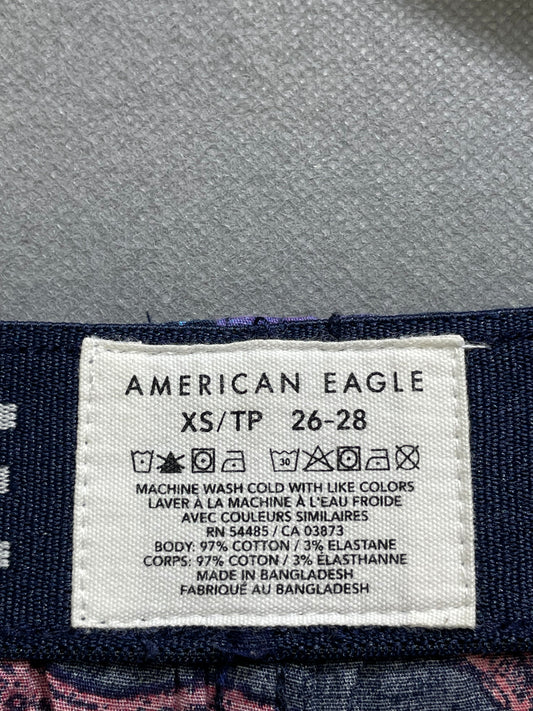 AMERICAN EAGLE
XS/TP 26-28
30
MACHINE WASH COLD WITH LIKE COLORS
LAVER À LA MACHINE À L'EAU FROIDE
AVEC COULEURS SIMILAIRES
RN 54485 / CA 03873
BODY: 97% COTTON / 3% ELASTANE
CORPS: 97% COTON / 3% ELASTHANNE
MADE IN BANGLADESH
FABRIQUÉ AU BANGLADESH